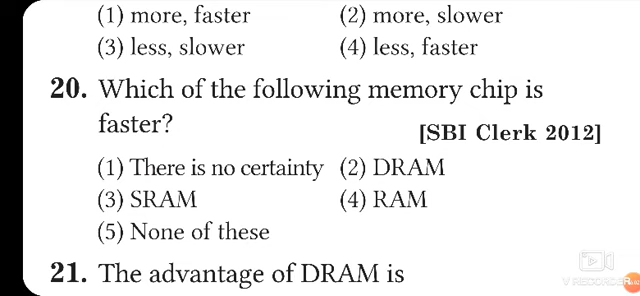 (1) more, faster (2) more, slower
(3) less, slower (4) less, faster
20. Which of the following memory chip is
faster? [SBI Clerk 2012]
(1) There is no certainty (2) DRAM
(3) SRAM (4) RAM
(5) None of these
21. The advantage of DRAM is
V RECORDER